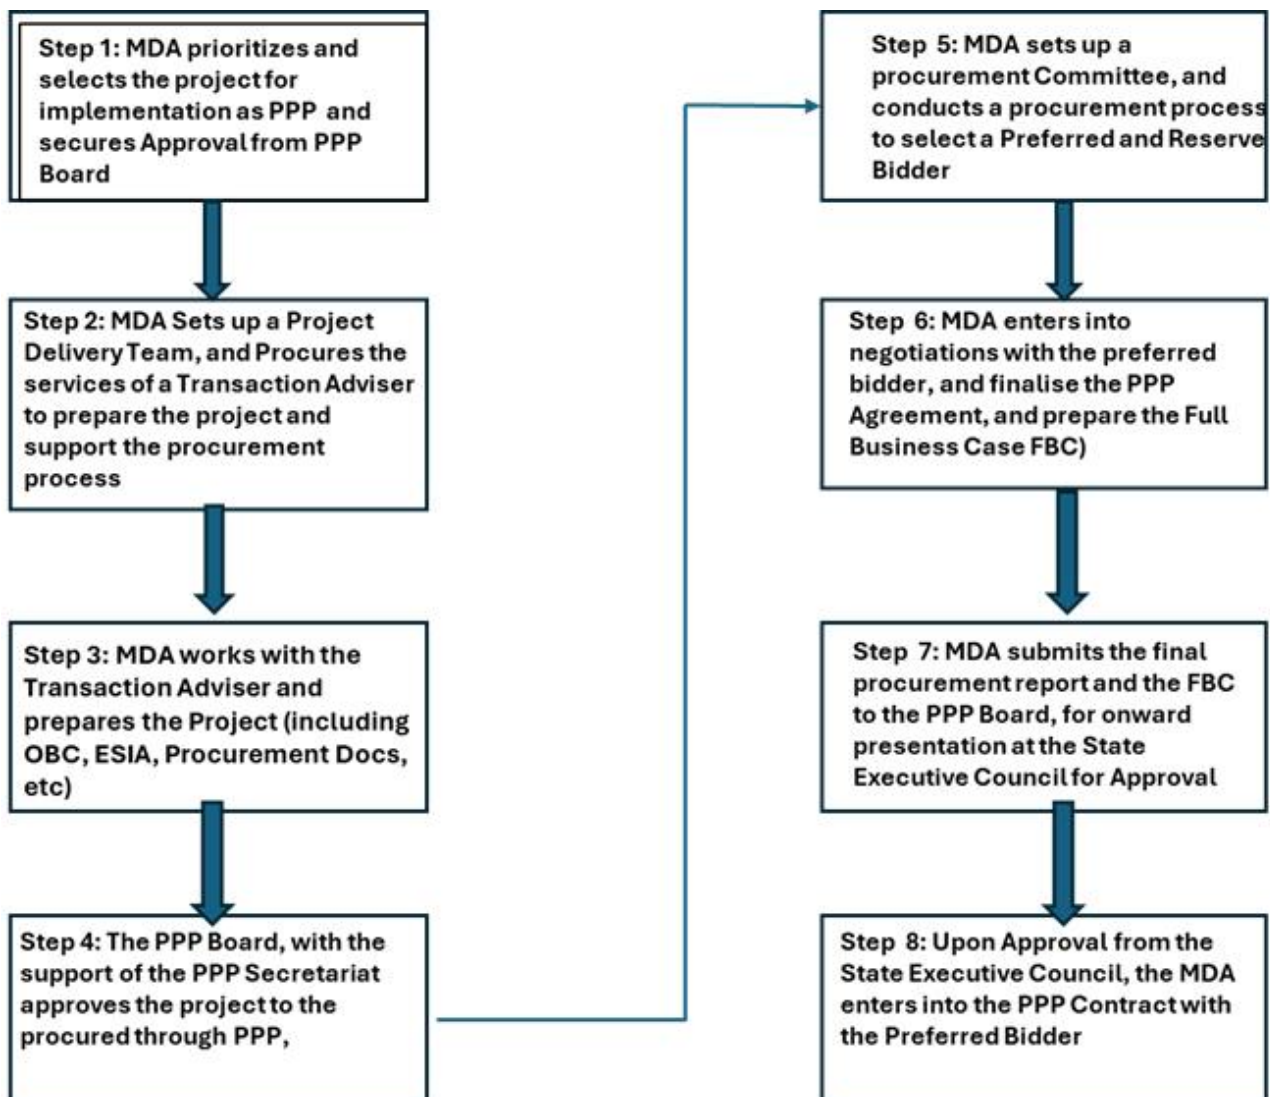 Step 1: MDA prioritizes and
selects the project for
implementation as PPP and
secures Approval from PPP
Board
Step 2: MDA Sets up a Project
Delivery Team, and Procures the
services of a Transaction Adviser
to prepare the project and
support the procurement
process
Step 3: MDA works with the
Transaction Adviser and
prepares the Project (including
OBC, ESIA, Procurement Docs,
etc)
Step 4: The PPP Board, with the
support of the PPP Secretariat
approves the project to the
procured through PPP,
Step 5: MDA sets up a
procurement Committee, and
conducts a procurement process
to select a Preferred and Reserve
Bidder
Step 6: MDA enters into
negotiations with the preferred
bidder, and finalise the PPP
Agreement, and prepare the Full
Business Case FBC)
Step 7: MDA submits the final
procurement report and the FBC
to the PPP Board, for onward
presentation at the State
Executive Council for Approval
Step 8: Upon Approval from the
State Executive Council, the MDA
enters into the PPP Contract with
the Preferred Bidder